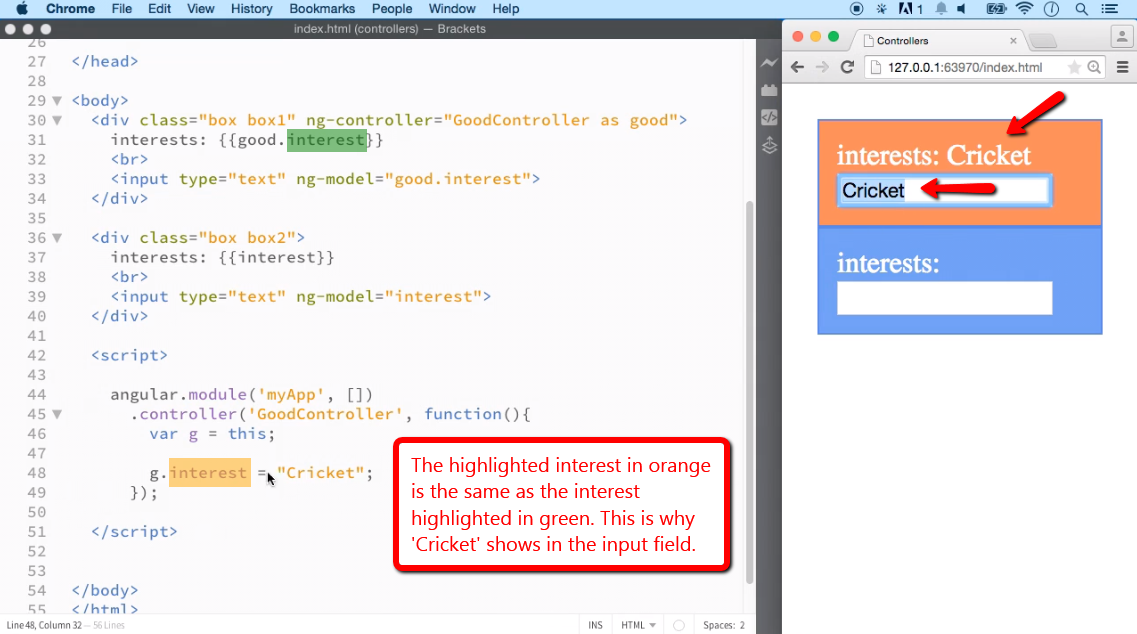 Chrome File Edit View History Bookmarks People Window Help 1
index.html (controllers) — Brackets
Controllers
127.0.0.1:63970/index.html
26
27 </head>
28
29 <body>
30 <div class="box box1" ng-controller="GoodController as good">
31 interests: {{good.interest}}
32 <br>
33 <input type="text" ng-model="good.interest">
34 </div>
35
36 <div class="box box2">
37 interests: {{interest}}
38 <br>
39 <input type="text" ng-model="interest">
40 </div>
41
42 <script>
43
44 angular.module('myApp', [])
45 .controller('GoodController', function(){
46 var g = this;
47
48 g.interest = "Cricket";
49 });
50
51 </script>
52
53
54 </body>
55 </html>
The highlighted interest in orange
is the same as the interest
highlighted in green. This is why
'Cricket' shows in the input field.
interests: Cricket
Cricket
interests:
Line 48, Column 32 — 56 Lines
INS HTML Spaces: 2